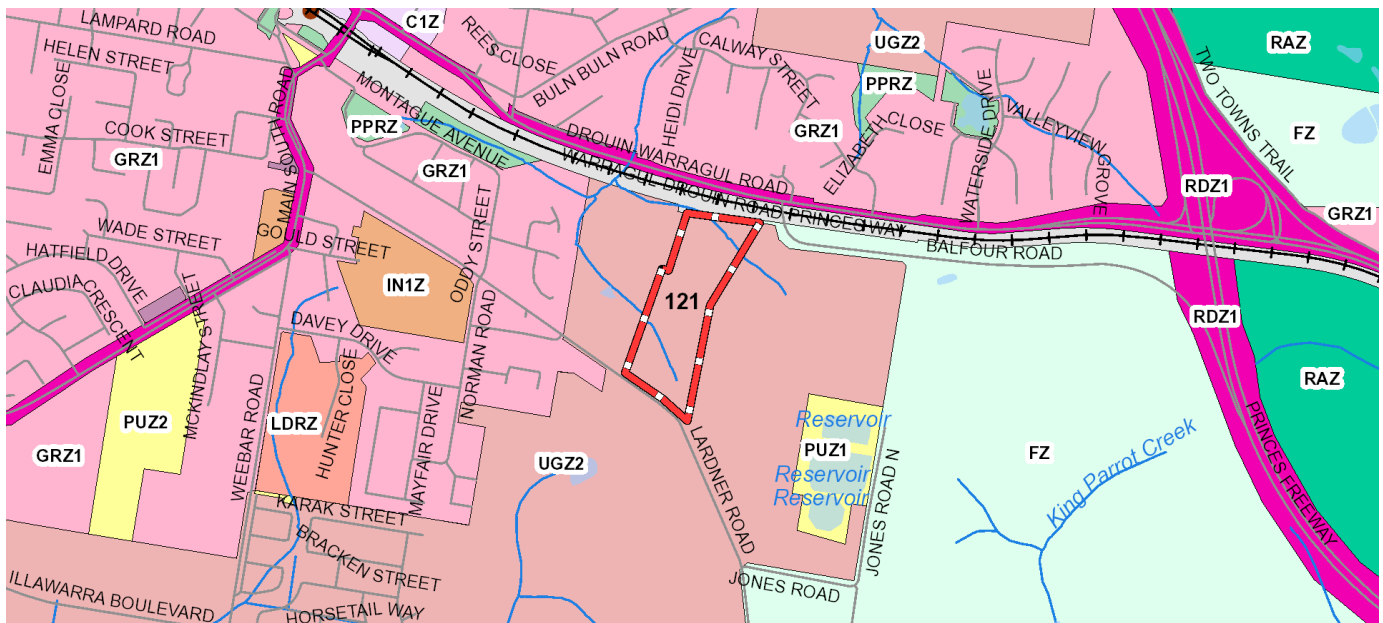 LAMPARD ROAD
C1Z
REES CLOSE
BULN BULN ROAD
CALWAY STREET
UGZ2
TWO TOWNS TRAIL
RAZ
HELEN STREET
EMMA CLOSE
MAIN SOUTH ROAD
MONTAGUE AVENUE
HEIDI DRIVE
PPRZ
WATERSIDE DRIVE
VALLEYVIEW GROVE
COOK STREET
PPRZ
GRZ1
ELIZABETH CLOSE
FZ
GRZ1
GRZ1
DROUIN-WARRAGUL ROAD
WARRAGUL DROUIN ROAD PRINCES WAY
RDZ1
GRZ1
WADE STREET
GOULD STREET
ODDY STREET
BALFOUR ROAD
HATFIELD DRIVE
CLAUDIA CRESCENT
IN1Z
121
RDZ1
MCKINDLAY STREET
DAVEY DRIVE
NORMAN ROAD
HUNTER CLOSE
RAZ
PUZ2
LDRZ
MAYFAIR DRIVE
Reservoir
PRINCES FREEWAY
GRZ1
WEEBAR ROAD
UGZ2
LARDNER ROAD
PUZ1
FZ
King Parrot Creek
Reservoir
Reservoir
JONES ROAD N
KARAK STREET
BRACKEN STREET
ILLAWARRA BOULEVARD
HORSETAIL WAY
JONES ROAD